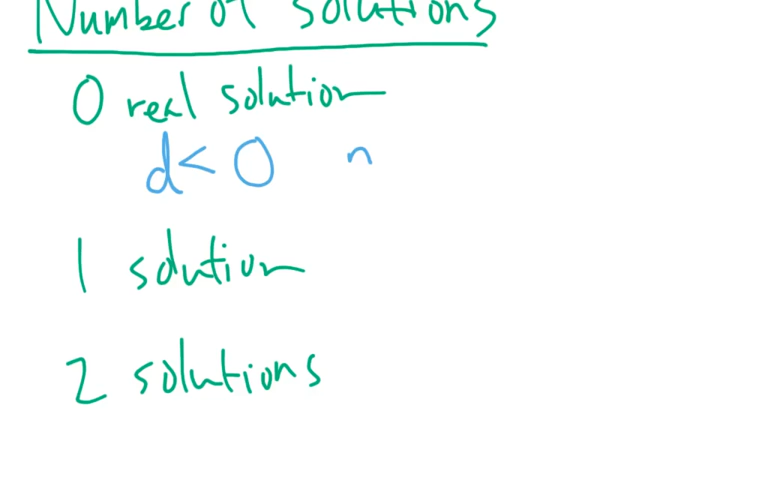 Number of solutions
0 real solution
d < 0 n
1 solution
2 solutions